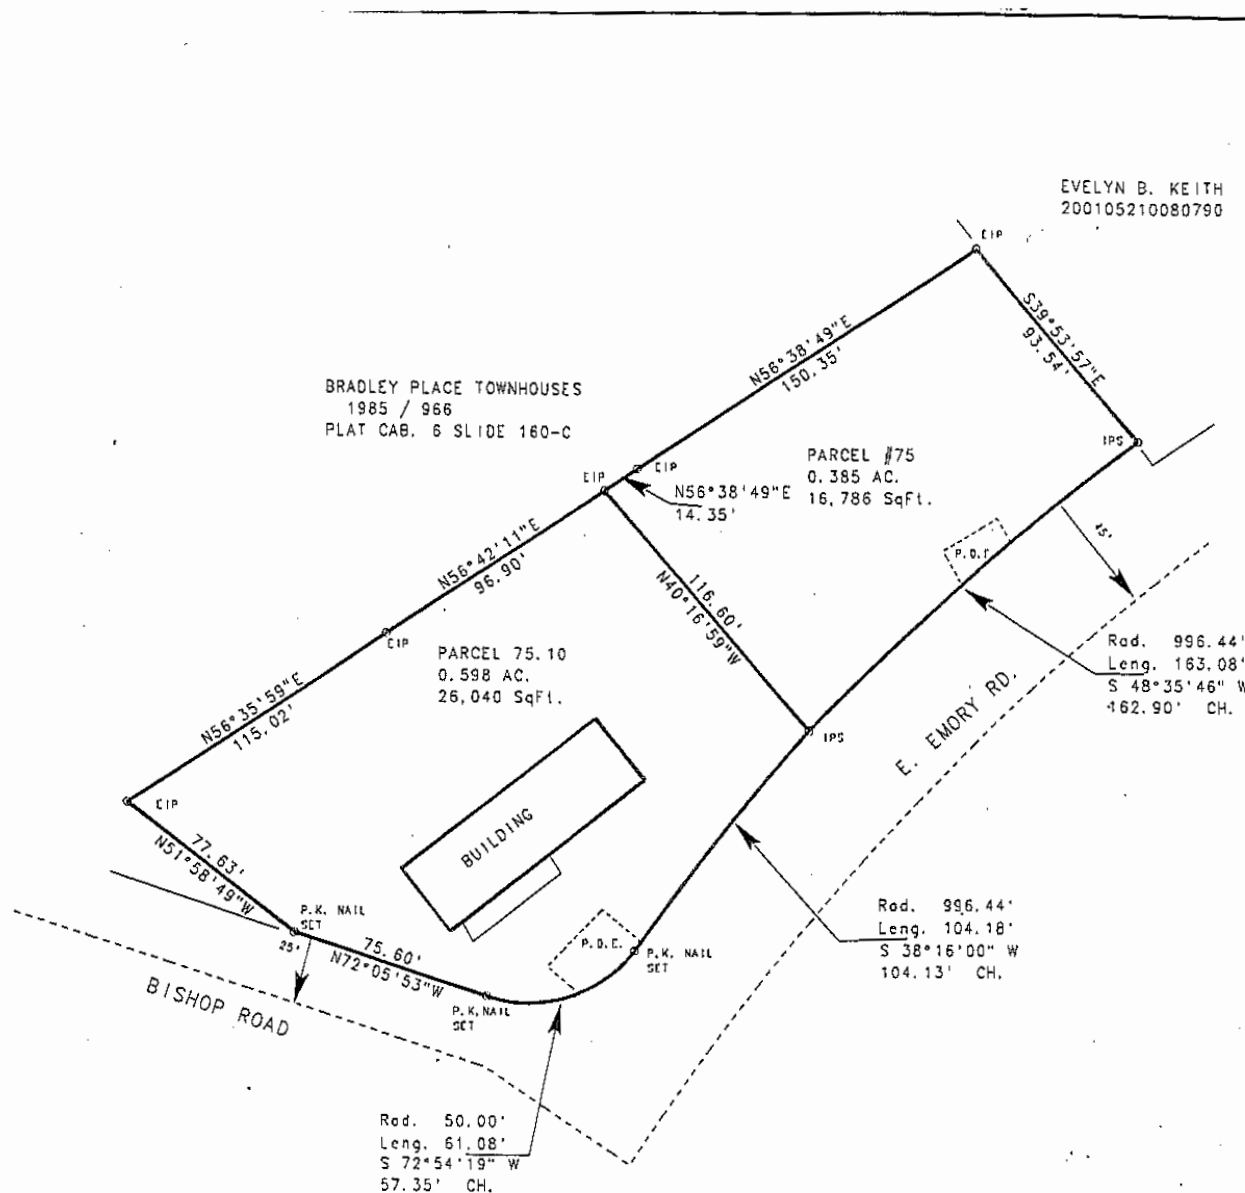 EVELYN B. KEITH
200105210080790
EIP
N56°38'49"E
150.35'
S39°53'57"E
93.54'
BRADLEY PLACE TOWNHOUSES
1985 / 966
PLAT CAB. 6 SLIDE 160-C
IPS
PARCEL #75
0.385 AC.
16,786 SqFt.
EIP
EIP
N56°38'49"E
14.35'
N56°42'11"E
96.90'
45'
P.D.E.
116.60'
N40°16'59"W
EIP
PARCEL 75.10
0.598 AC.
26,040 SqFt.
Rad. 996.44'
Leng. 163.08'
S 48°35'46" W
162.90' CH.
N56°35'59"E
115.02'
E. EMORY RD.
IPS
EIP
BUILDING
77.63'
N51°58'49"W
P.K. NAIL
SET
25'
75.60'
N72°05'53"W
P.D.E.
P.K. NAIL
SET
Rad. 996.44'
Leng. 104.18'
S 38°16'00" W
104.13' CH.
BISHOP ROAD
P.K. NAIL
SET
Rad. 50.00'
Leng. 61.08'
S 72°54'19" W
57.35' CH.